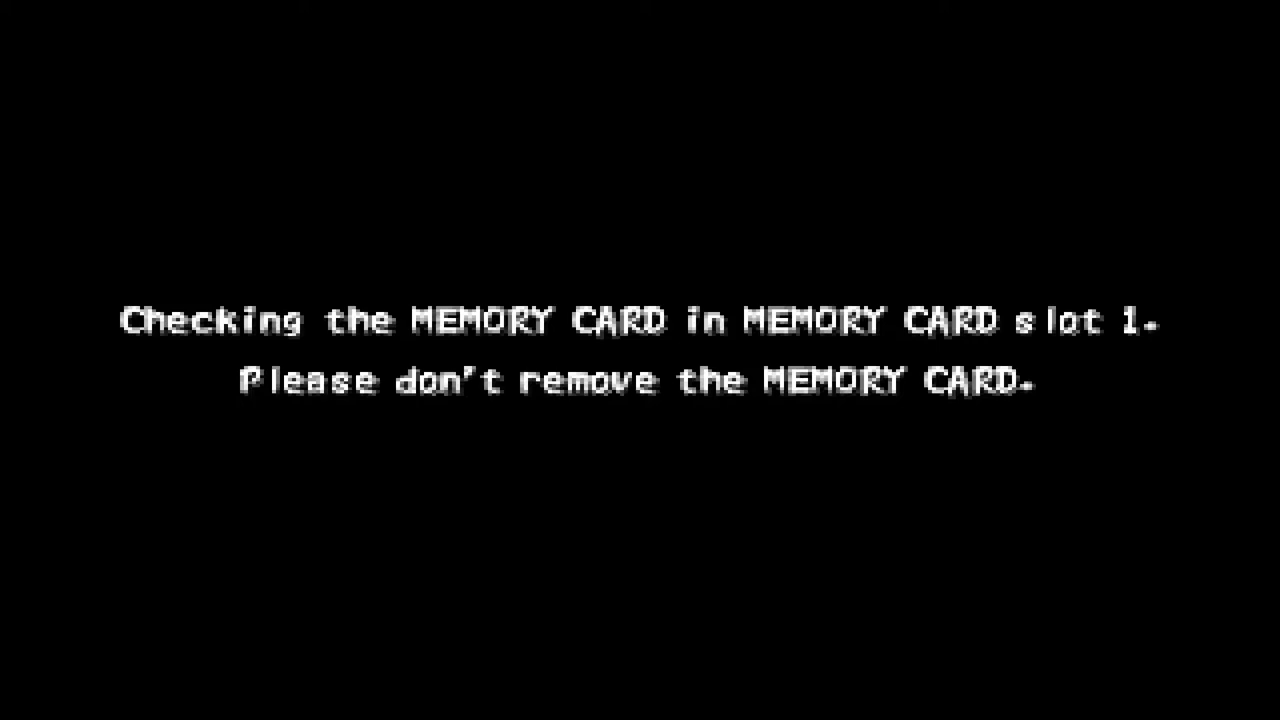 Checking the MEMORY CARD in MEMORY CARD slot 1.
Please don't remove the MEMORY CARD.